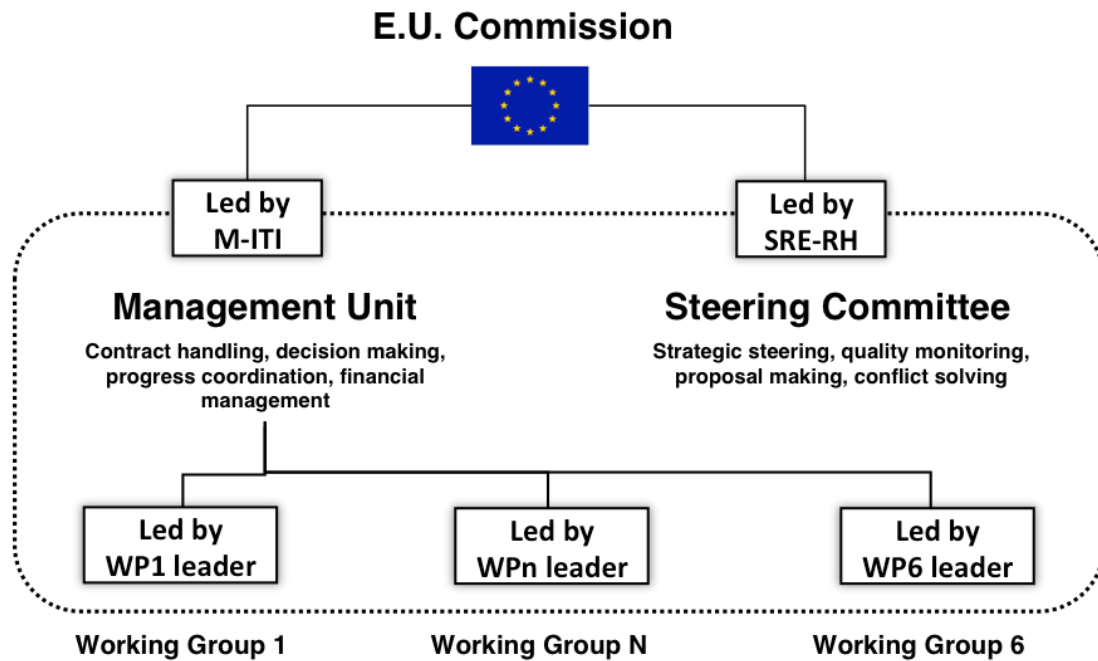 E.U. Commission
Led by
M-ITI
Led by
SRE-RH
Management Unit
Contract handling, decision making,
progress coordination, financial
management
Steering Committee
Strategic steering, quality monitoring,
proposal making, conflict solving
Led by
WP1 leader
Led by
WPn leader
Led by
WP6 leader
Working Group 1
Working Group N
Working Group 6